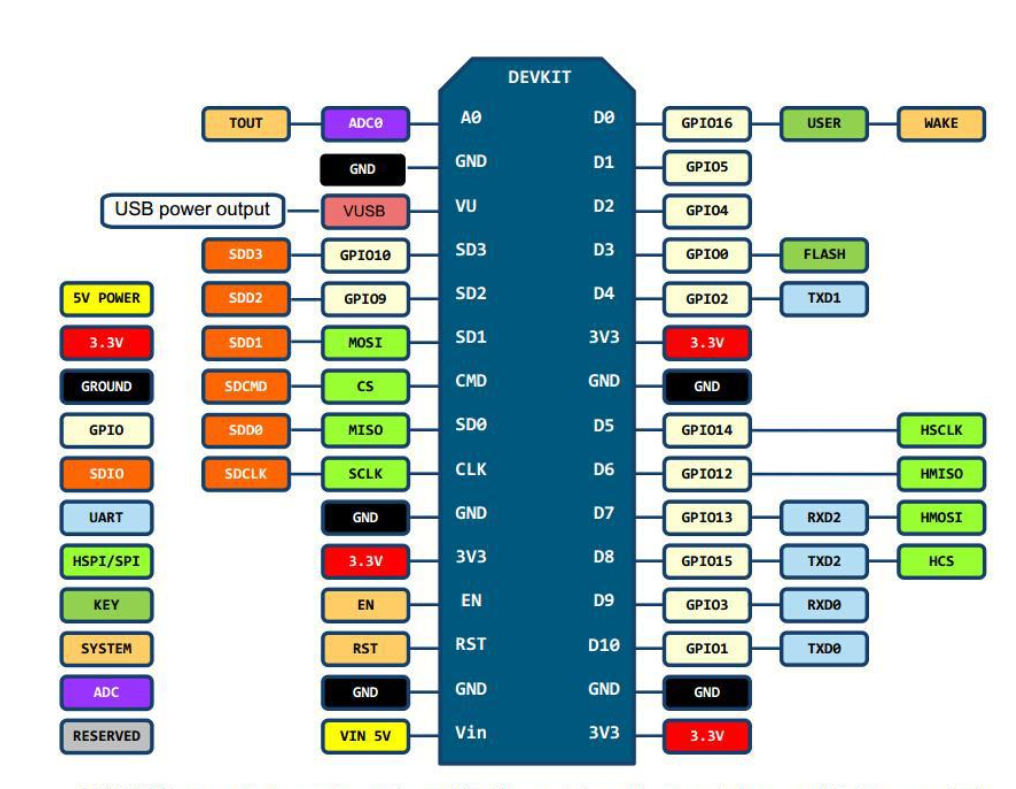 DEVKIT
TOUT ADC0 A0 D0 GPIO16 USER WAKE
GND GND D1 GPIO5
USB power output VUSB VU D2 GPIO4
SDD3 GPIO10 SD3 D3 GPIO0 FLASH
5V POWER SDD2 GPIO9 SD2 D4 GPIO2 TXD1
3.3V SDD1 MOSI SD1 3V3 3.3V
GROUND SDCMD CS CMD GND GND
GPIO SDD0 MISO SD0 D5 GPIO14 HSCLK
SDIO SDCLK SCLK CLK D6 GPIO12 HMISO
UART GND GND D7 GPIO13 RXD2 HMOSI
HSPI/SPI 3.3V 3V3 D8 GPIO15 TXD2 HCS
KEY EN EN D9 GPIO3 RXD0
SYSTEM RST RST D10 GPIO1 TXD0
ADC GND GND GND GND
RESERVED VIN 5V Vin 3V3 3.3V